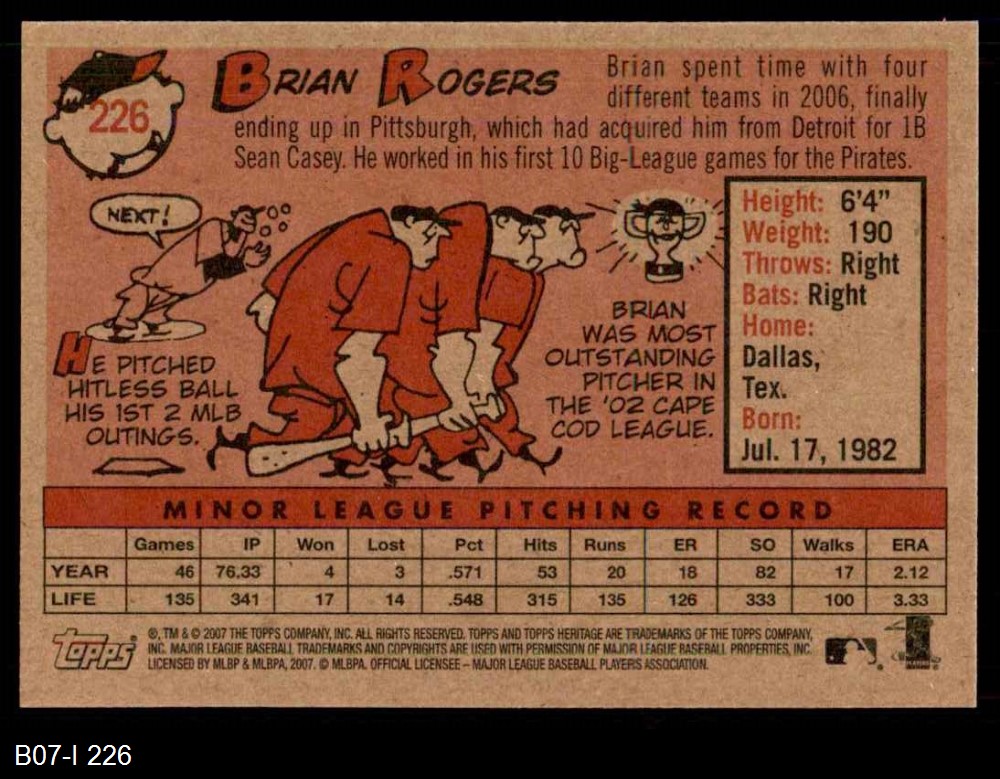 226
BRIAN ROGERS
Brian spent time with four
different teams in 2006, finally
ending up in Pittsburgh, which had acquired him from Detroit for 1B
Sean Casey. He worked in his first 10 Big-League games for the Pirates.
NEXT!
HE PITCHED
HITLESS BALL
HIS 1ST 2 MLB
OUTINGS.
BRIAN
WAS MOST
OUTSTANDING
PITCHER IN
THE '02 CAPE
COD LEAGUE.
Height: 6'4"
Weight: 190
Throws: Right
Bats: Right
Home:
Dallas,
Tex.
Born:
Jul. 17, 1982
MINOR LEAGUE PITCHING RECORD
Games IP Won Lost Pct Hits Runs ER SO Walks ERA
YEAR 46 76.33 4 3 .571 53 20 18 82 17 2.12
LIFE 135 341 17 14 .548 315 135 126 333 100 3.33
topps
®, TM & © 2007 THE TOPPS COMPANY, INC. ALL RIGHTS RESERVED. TOPPS AND TOPPS HERITAGE ARE TRADEMARKS OF THE TOPPS COMPANY,
INC. MAJOR LEAGUE BASEBALL TRADEMARKS AND COPYRIGHTS ARE USED WITH PERMISSION OF MAJOR LEAGUE BASEBALL PROPERTIES, INC.
LICENSED BY MLBP & MLBPA, 2007. © MLBPA. OFFICIAL LICENSEE – MAJOR LEAGUE BASEBALL PLAYERS ASSOCIATION.
B07-I 226